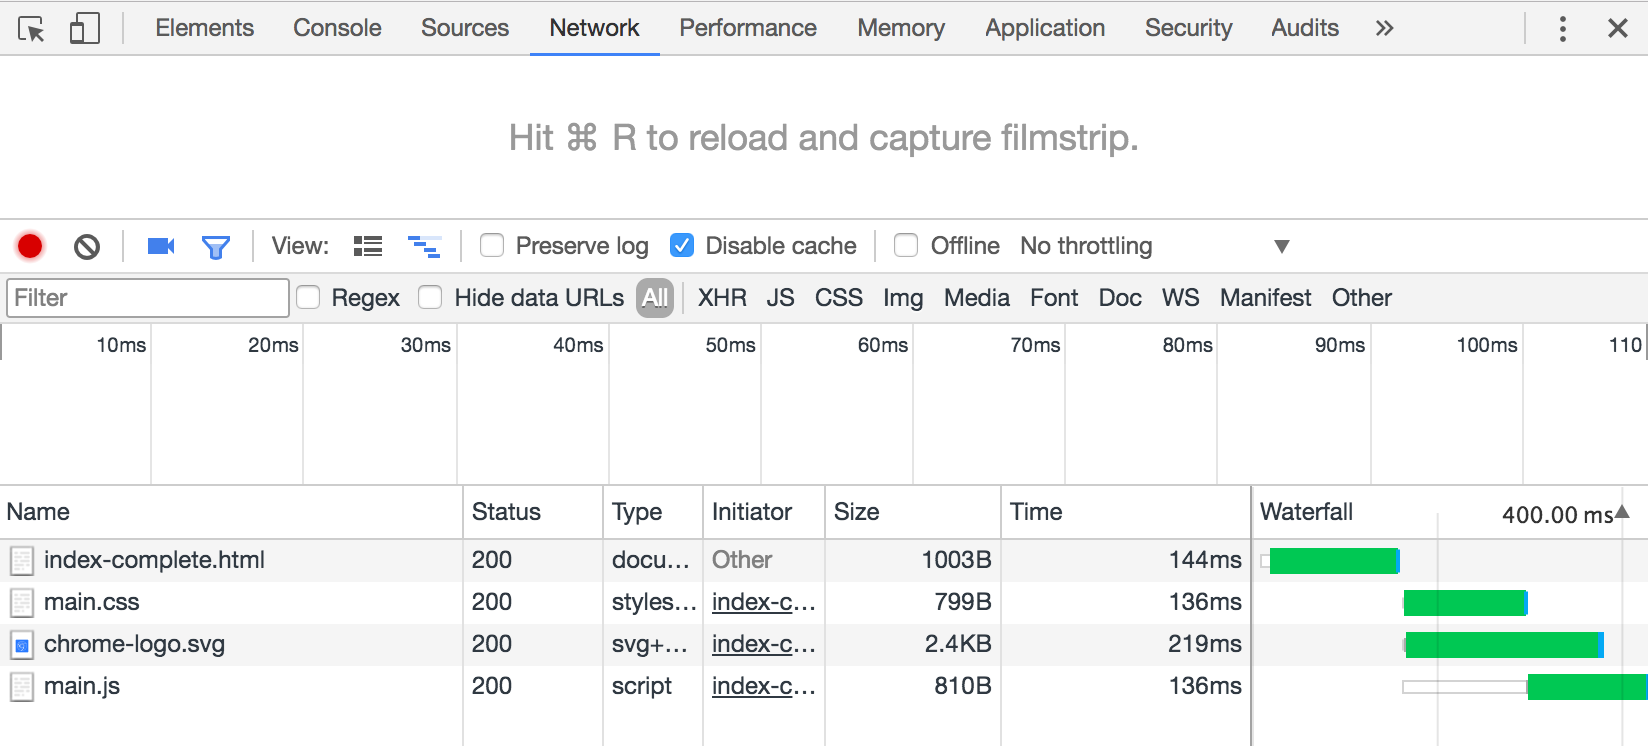 Elements Console Sources Network Performance Memory Application Security Audits »
Hit ⌘ R to reload and capture filmstrip.
View: Preserve log Disable cache Offline No throttling ▼
Filter Regex Hide data URLs All XHR JS CSS Img Media Font Doc WS Manifest Other
10ms 20ms 30ms 40ms 50ms 60ms 70ms 80ms 90ms 100ms 110
Name Status Type Initiator Size Time Waterfall 400.00 ms▲
index-complete.html 200 docu... Other 1003B 144ms
main.css 200 styles... index-c... 799B 136ms
chrome-logo.svg 200 svg+... index-c... 2.4KB 219ms
main.js 200 script index-c... 810B 136ms